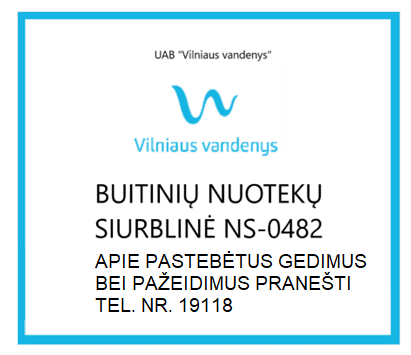 UAB "Vilniaus vandenys"
Vilniaus vandenys
BUITINIŲ NUOTEKŲ
SIURBLINĖ NS-0482
APIE PASTEBĖTUS GEDIMUS
BEI PAŽEIDIMUS PRANEŠTI
TEL. NR. 19118